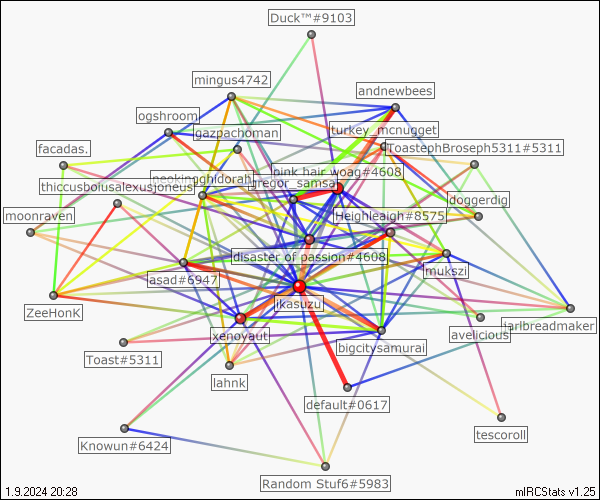 Duck™#9103
mingus4742
andnewbees
ogshroom
turkey_mcnugget
gazpachoman
facadas.
ToastephBroseph5311#5311
pink hair woag#4608
peekingghidorah
gregor_samsa
thiccusboiusalexusjoneus
doggerdig
moonraven
Heighleaigh#8575
disaster of passion#4608
mukszi
asad#6947
ikasuzu
ZeeHonK
jarlbreadmaker
xenoyaut
avelicious
bigcitysamurai
Toast#5311
lahnk
default#0617
tescoroll
Knowun#6424
Random Stuf6#5983
1.9.2024 20:28
mIRCStats v1.25